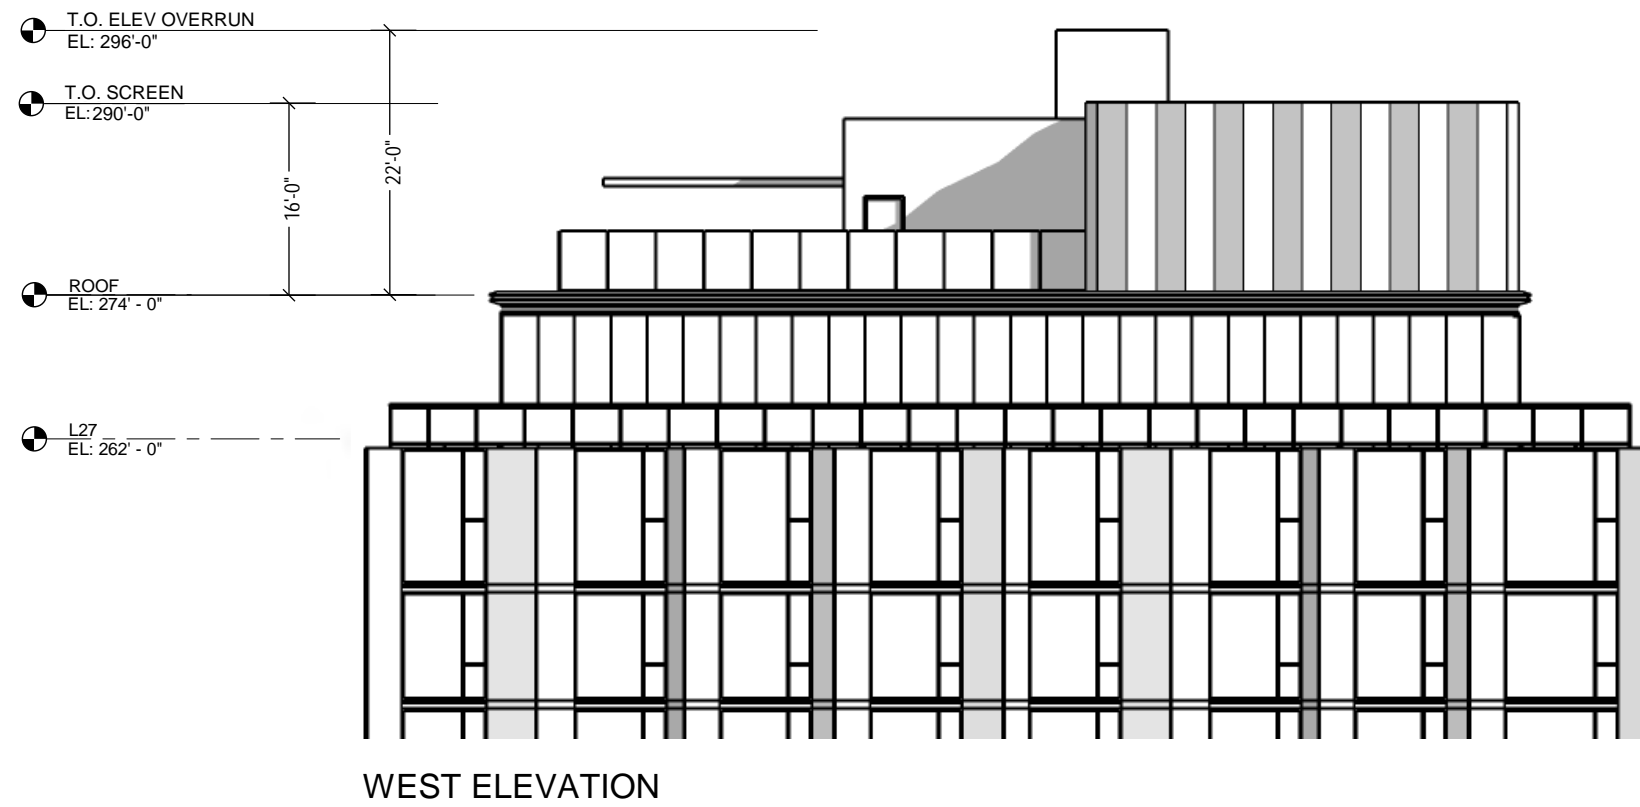 T.O. ELEV OVERRUN
EL: 296'-0"
T.O. SCREEN
EL:290'-0"
22'-0"
16'-0"
ROOF
EL: 274' - 0"
L27
EL: 262' - 0"
WEST ELEVATION